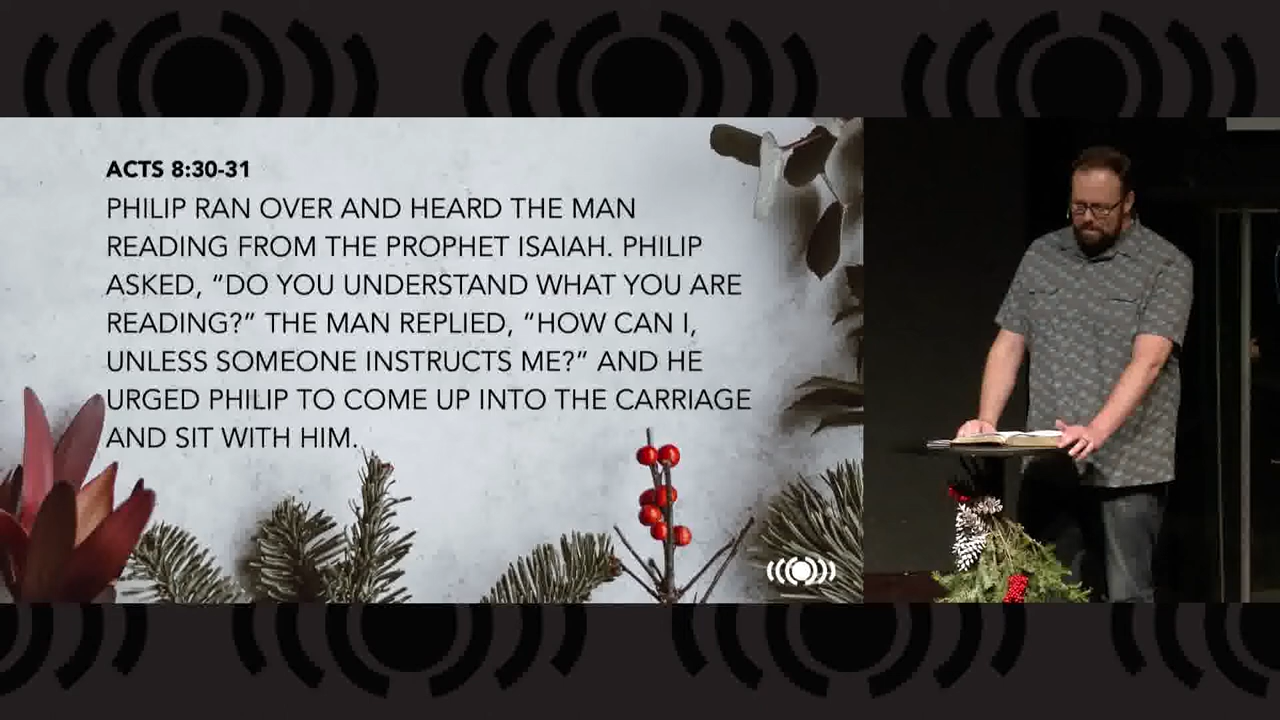 ACTS 8:30-31
PHILIP RAN OVER AND HEARD THE MAN
READING FROM THE PROPHET ISAIAH. PHILIP
ASKED, “DO YOU UNDERSTAND WHAT YOU ARE
READING?” THE MAN REPLIED, “HOW CAN I,
UNLESS SOMEONE INSTRUCTS ME?” AND HE
URGED PHILIP TO COME UP INTO THE CARRIAGE
AND SIT WITH HIM.